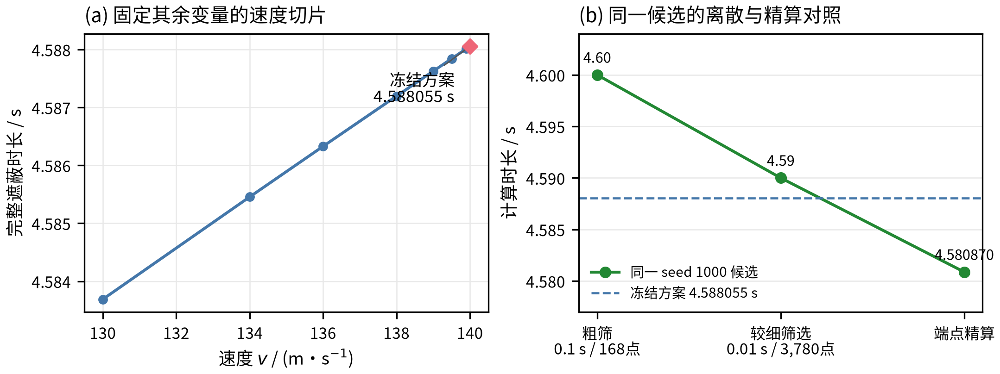 (a) 固定其余变量的速度切片
4.588
4.587
4.586
4.585
4.584
完整遮蔽时长 / s
冻结方案
4.588055 s
130
132
134
136
138
140
速度 v / (m・s⁻¹)
(b) 同一候选的离散与精算对照
4.600
4.595
4.590
4.585
4.580
计算时长 / s
4.60
4.59
4.580870
同一 seed 1000 候选
冻结方案 4.588055 s
粗筛
0.1 s / 168点
较细筛选
0.01 s / 3,780点
端点精算